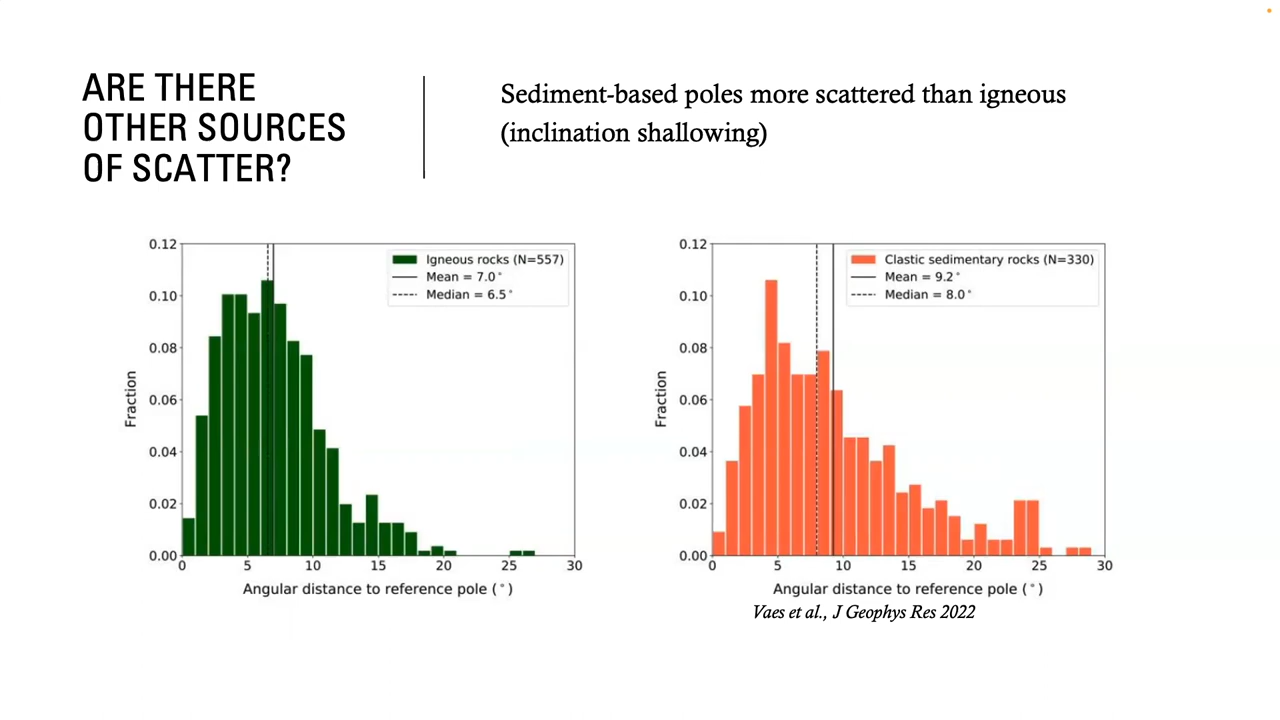 ARE THERE
OTHER SOURCES
OF SCATTER?
Sediment-based poles more scattered than igneous
(inclination shallowing)
0.12
0.10
0.08
0.06
0.04
0.02
0.00
Fraction
Igneous rocks (N=557)
Mean = 7.0°
Median = 6.5°
0 5 10 15 20 25 30
Angular distance to reference pole (°)
0.12
0.10
0.08
0.06
0.04
0.02
0.00
Fraction
Clastic sedimentary rocks (N=330)
Mean = 9.2°
Median = 8.0°
0 5 10 15 20 25 30
Angular distance to reference pole (°)
Vaes et al., J Geophys Res 2022